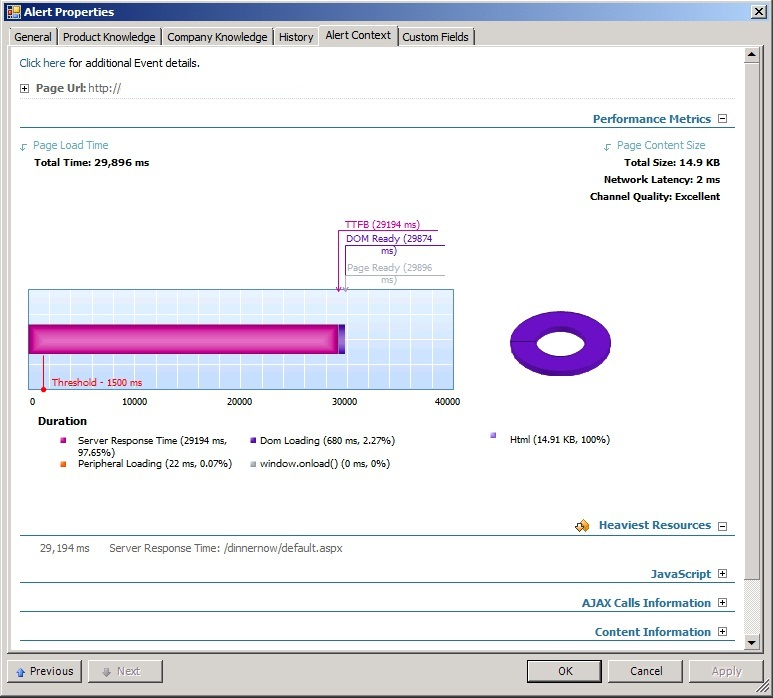 Alert Properties
General Product Knowledge Company Knowledge History Alert Context Custom Fields
Click here for additional Event details.
Page Url: http://
Performance Metrics
Page Load Time
Total Time: 29,896 ms
Page Content Size
Total Size: 14.9 KB
Network Latency: 2 ms
Channel Quality: Excellent
TTFB (29194 ms)
DOM Ready (29874
ms)
Page Ready (29896
ms)
Threshold - 1500 ms
0 10000 20000 30000 40000
Duration
Server Response Time (29194 ms,
97.65%)
Dom Loading (680 ms, 2.27%)
Peripheral Loading (22 ms, 0.07%)
window.onload() (0 ms, 0%)
Html (14.91 KB, 100%)
Heaviest Resources
29,194 ms Server Response Time: /dinnernow/default.aspx
JavaScript
AJAX Calls Information
Content Information
Previous Next OK Cancel Apply